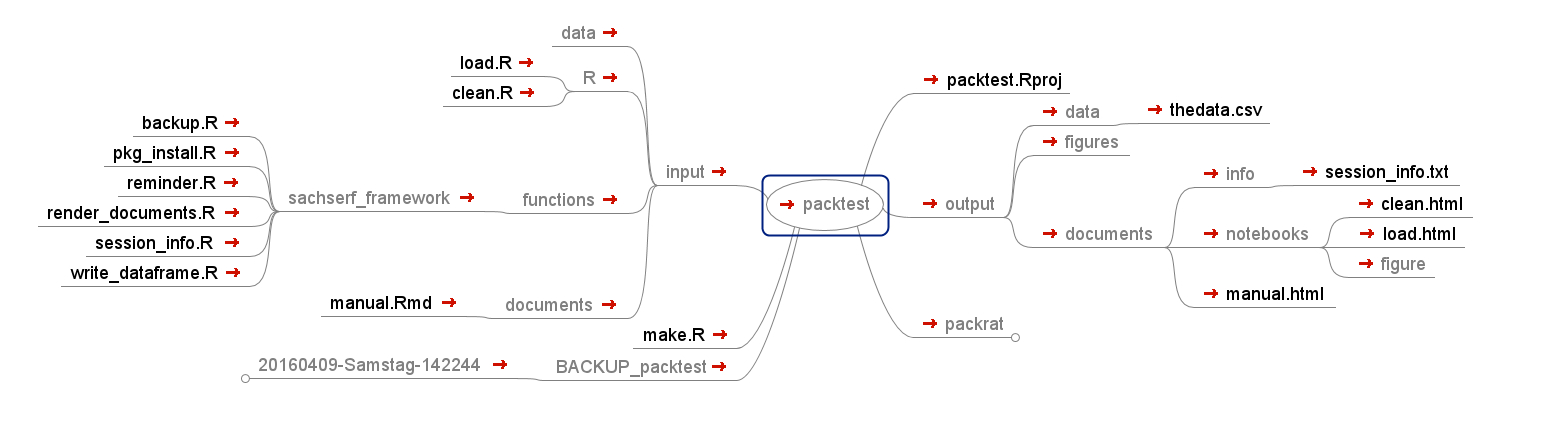 data
load.R
R
clean.R
backup.R
pkg_install.R
reminder.R
render_documents.R
session_info.R
write_dataframe.R
sachserf_framework
functions
input
manual.Rmd
documents
make.R
20160409-Samstag-142244
BACKUP_packtest
packtest
packtest.Rproj
data
thedata.csv
figures
output
info
session_info.txt
documents
notebooks
clean.html
load.html
figure
manual.html
packrat